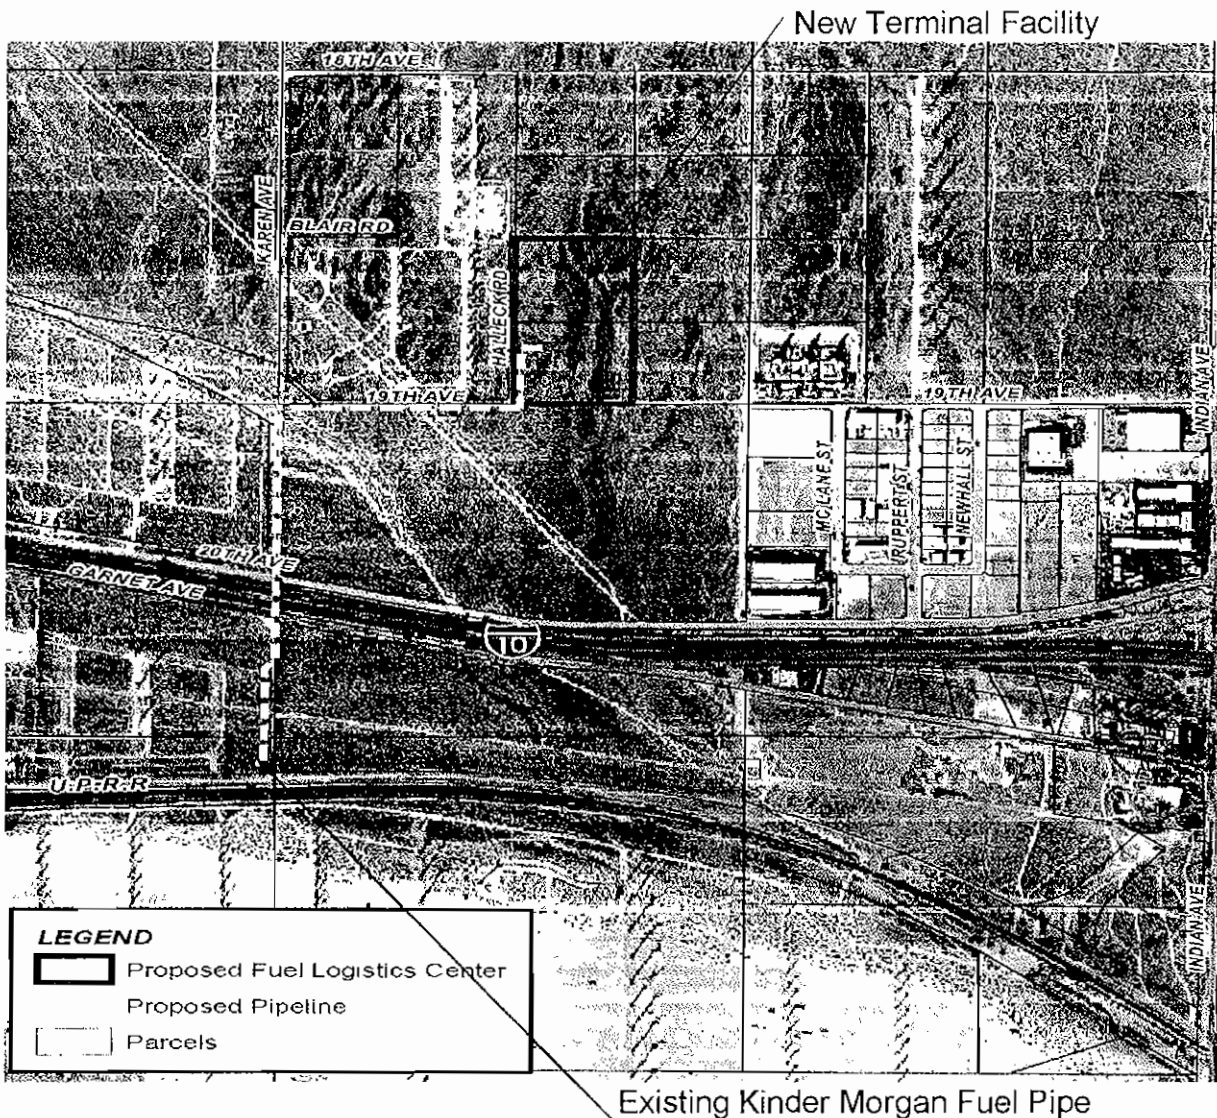 New Terminal Facility
16TH AVE
KAREN AVE
BLAIR RD
HALLECK RD
19TH AVE
19TH AVE
INDIAN AVE
MCLANE ST
RUPPERT ST
NEWHALL ST
20TH AVE
GARNET AVE
10
U.P.R.R
INDIAN AVE
LEGEND
Proposed Fuel Logistics Center
Proposed Pipeline
Parcels
Existing Kinder Morgan Fuel Pipe